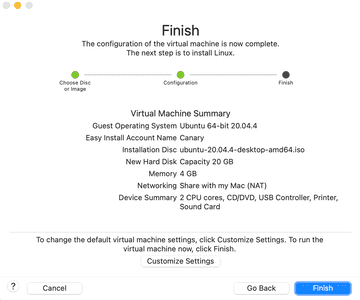 Finish
The configuration of the virtual machine is now complete.
The next step is to install Linux.
Choose Disc
or Image
Configuration
Finish
Virtual Machine Summary
Guest Operating System Ubuntu 64-bit 20.04.4
Easy Install Account Name Canary
Installation Disc ubuntu-20.04.4-desktop-amd64.iso
New Hard Disk Capacity 20 GB
Memory 4 GB
Networking Share with my Mac (NAT)
Device Summary 2 CPU cores, CD/DVD, USB Controller, Printer,
Sound Card
To change the default virtual machine settings, click Customize Settings. To run the
virtual machine now, click Finish.
Customize Settings
? Cancel Go Back Finish